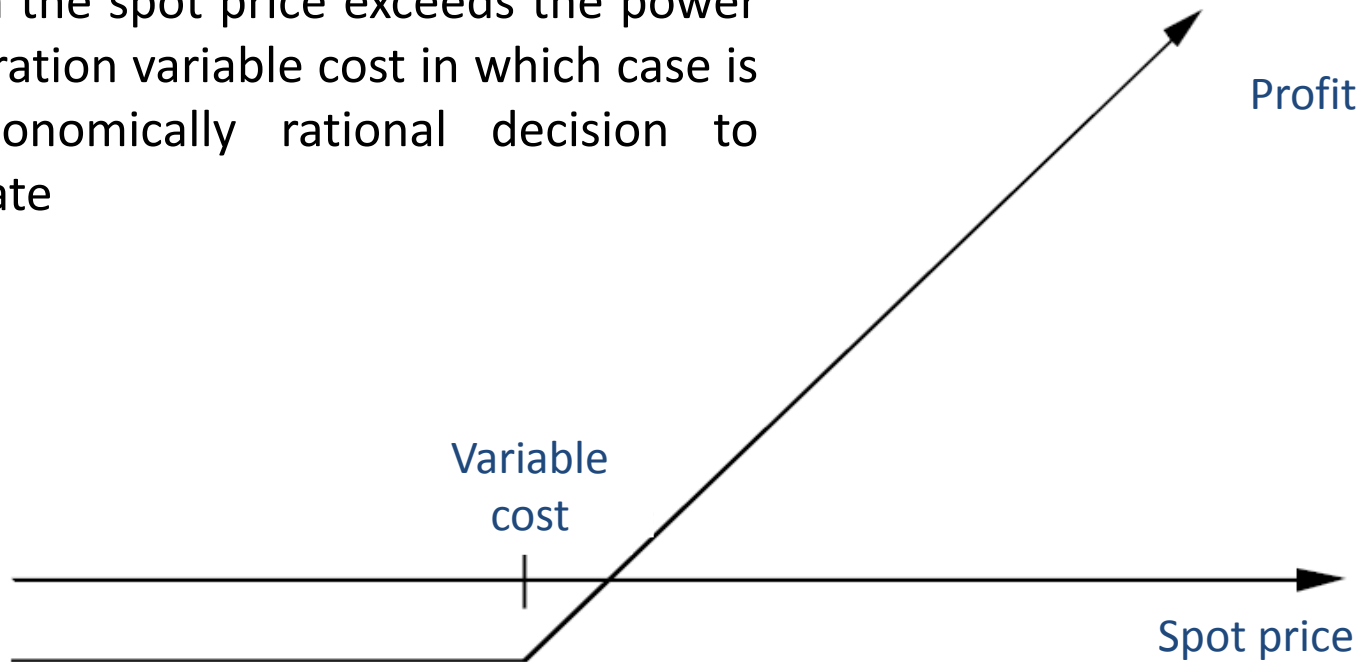 the spot price exceeds the power
ration variable cost in which case is
onomically rational decision to
ate
Profit
Variable
cost
Spot price